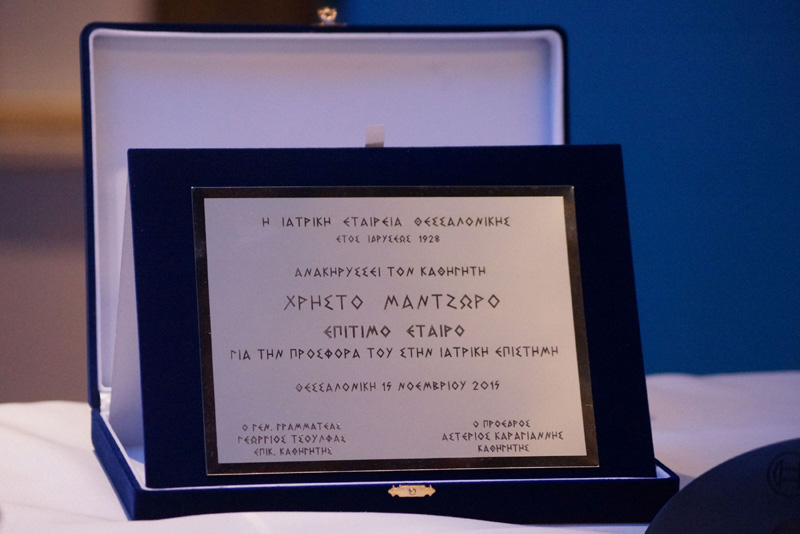 Η ΙΑΤΡΙΚΗ ΕΤΑΙΡΕΙΑ ΘΕΣΣΑΛΟΝΙΚΗΣ
ΕΤΟΣ ΙΔΡΥΣΕΩΣ 1928
ΑΝΑΚΗΡΥΣΣΕΙ ΤΟΝ ΚΑΘΗΓΗΤΗ
ΧΡΗΣΤΟ ΜΑΝΤΖΩΡΟ
ΕΠΙΤΙΜΟ ΕΤΑΙΡΟ
ΓΙΑ ΤΗΝ ΠΡΟΣΦΟΡΑ ΤΟΥ ΣΤΗΝ ΙΑΤΡΙΚΗ ΕΠΙΣΤΗΜΗ
ΘΕΣΣΑΛΟΝΙΚΗ 15 ΝΟΕΜΒΡΙΟΥ 2015
Ο ΓΕΝ. ΓΡΑΜΜΑΤΕΑΣ
ΓΕΩΡΓΙΟΣ ΤΣΟΥΛΦΑΣ
ΕΠΙΚ. ΚΑΘΗΓΗΤΗΣ
Ο ΠΡΟΕΔΡΟΣ
ΑΣΤΕΡΙΟΣ ΚΑΡΑΓΙΑΝΝΗΣ
ΚΑΘΗΓΗΤΗΣ